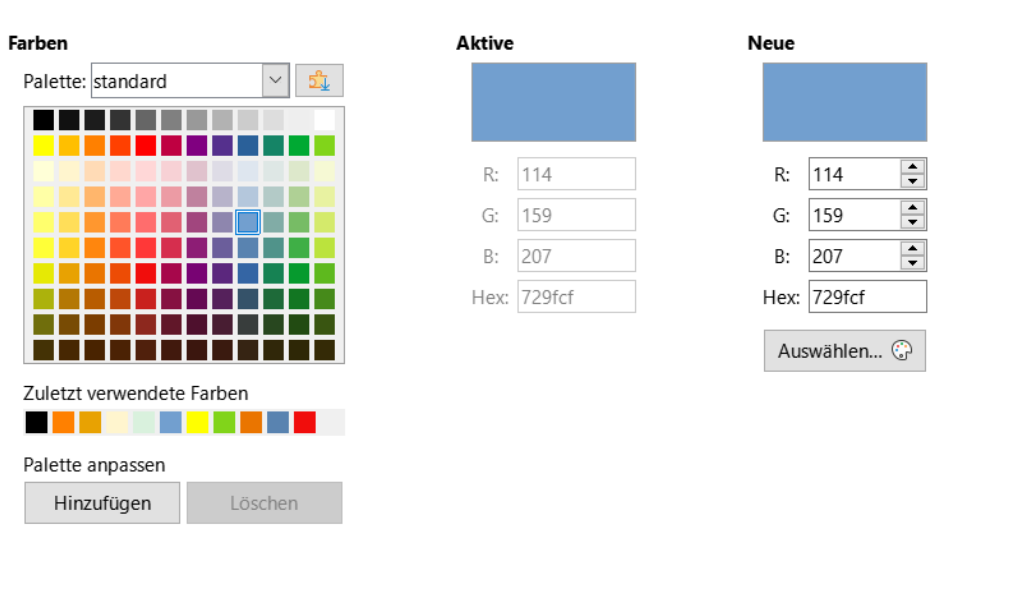 Farben
Palette: standard
Zuletzt verwendete Farben
Palette anpassen
Hinzufügen Löschen
Aktive
R: 114
G: 159
B: 207
Hex: 729fcf
Neue
R: 114
G: 159
B: 207
Hex: 729fcf
Auswählen...